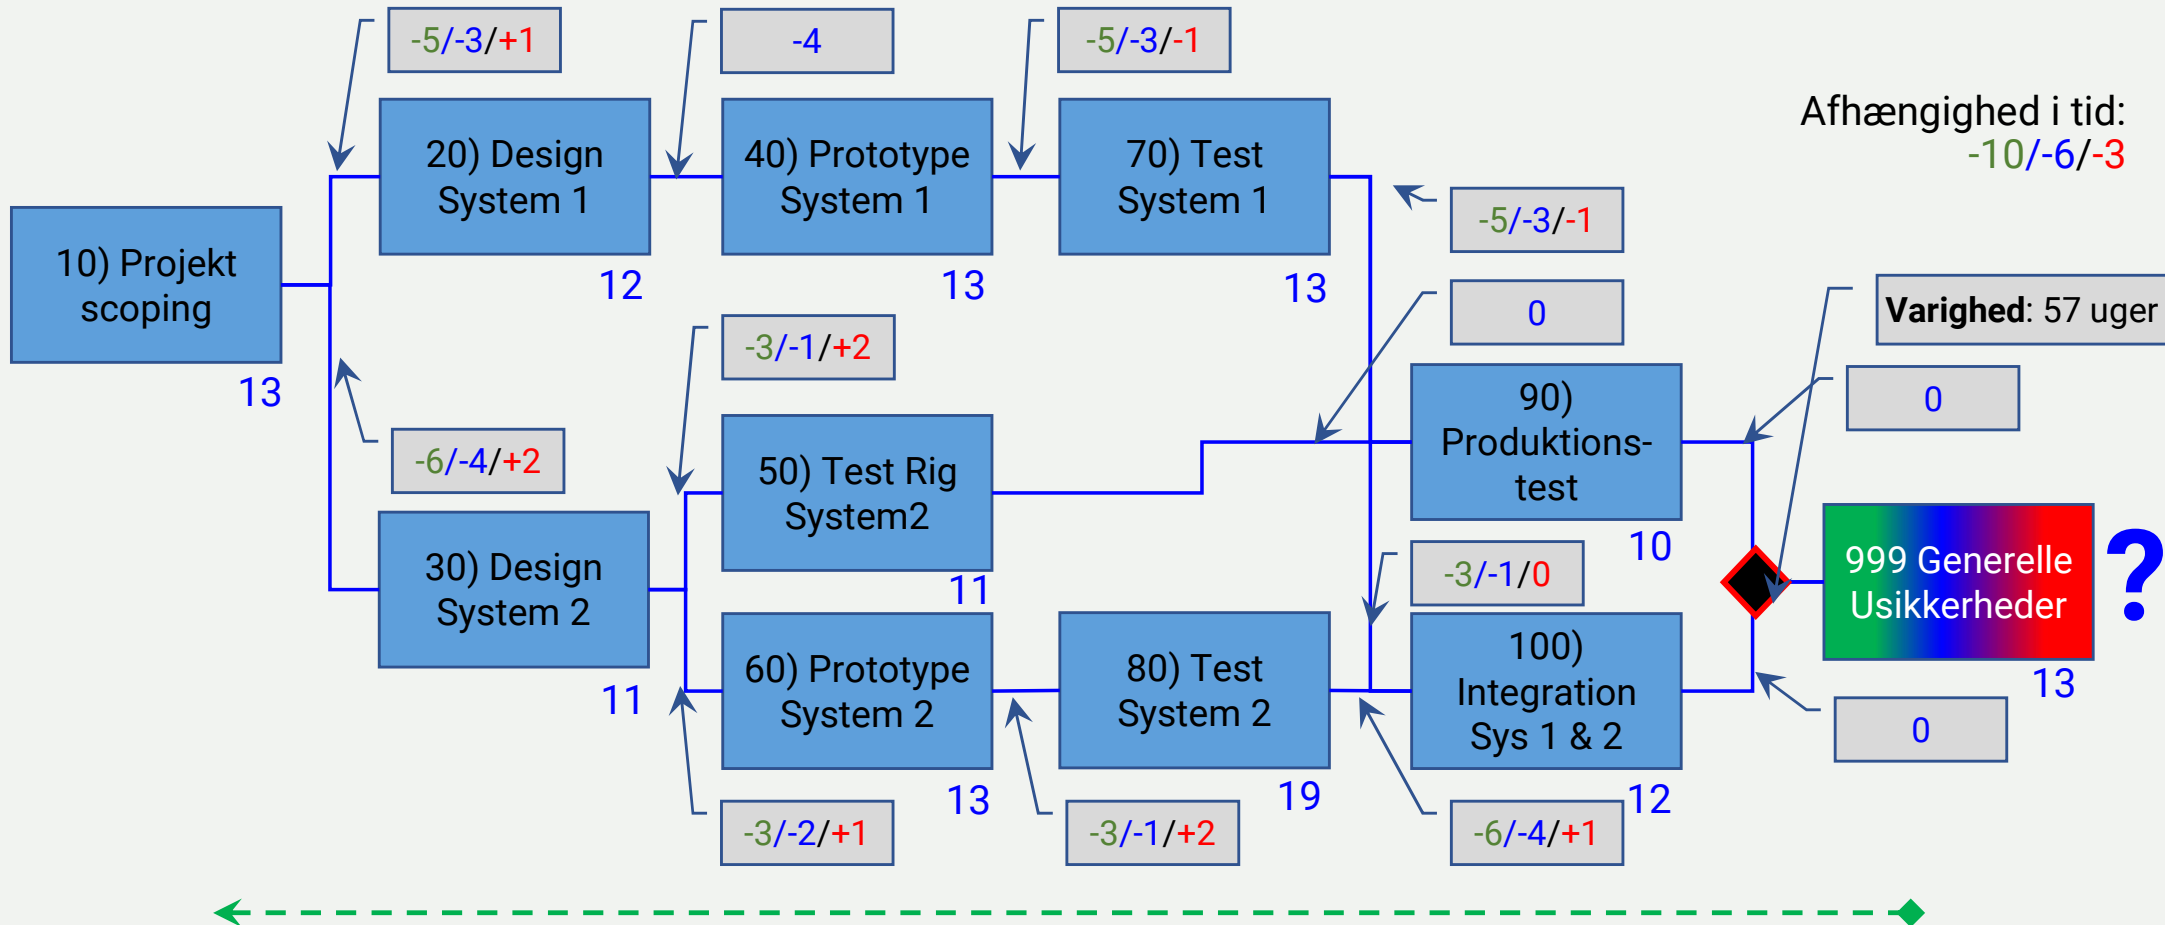 -5/-3/+1
-4
-5/-3/-1
Afhængighed i tid:
-10/-6/-3
20) Design
System 1
12
40) Prototype
System 1
13
70) Test
System 1
13
-5/-3/-1
10) Projekt
scoping
13
0
Varighed: 57 uger
-3/-1/+2
0
-6/-4/+2
90)
Produktions-
test
10
50) Test Rig
System2
11
30) Design
System 2
11
-3/-1/0
999 Generelle
Usikkerheder
?
13
60) Prototype
System 2
13
80) Test
System 2
19
100)
Integration
Sys 1 & 2
12
0
-3/-2/+1
-3/-1/+2
-6/-4/+1